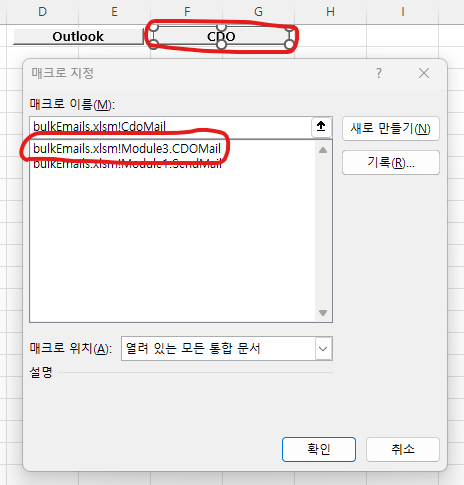 D E F G H I
Outlook CDO
매크로 지정 ? ×
매크로 이름(M):
bulkEmails.xlsm!CdoMail
새로 만들기(N)
bulkEmails.xlsm!Module3.CDOMail
bulkEmails.xlsm!Module1.SendMail
기록(R)...
매크로 위치(A): 열려 있는 모든 통합 문서
설명
확인 취소